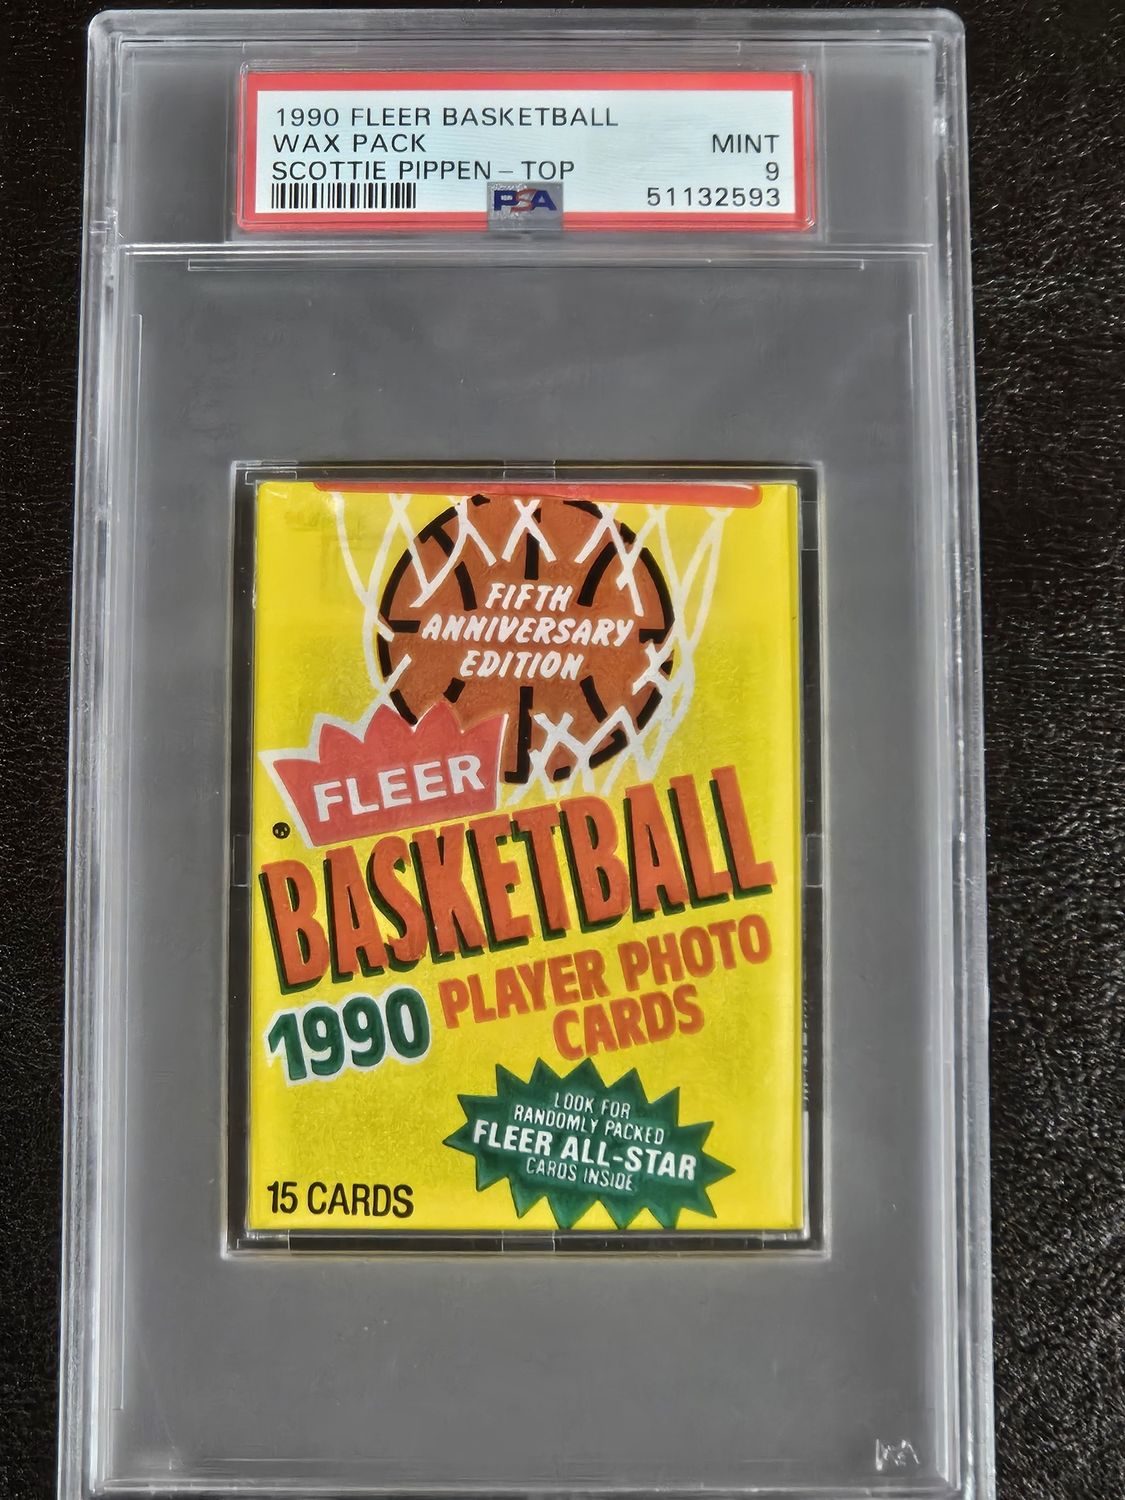 1990 FLEER BASKETBALL
WAX PACK MINT
SCOTTIE PIPPEN - TOP 9
PSA 51132593
FIFTH
ANNIVERSARY
EDITION
FLEER
BASKETBALL
1990 PLAYER PHOTO
CARDS
LOOK FOR
RANDOMLY PACKED
FLEER ALL-STAR
CARDS INSIDE
15 CARDS